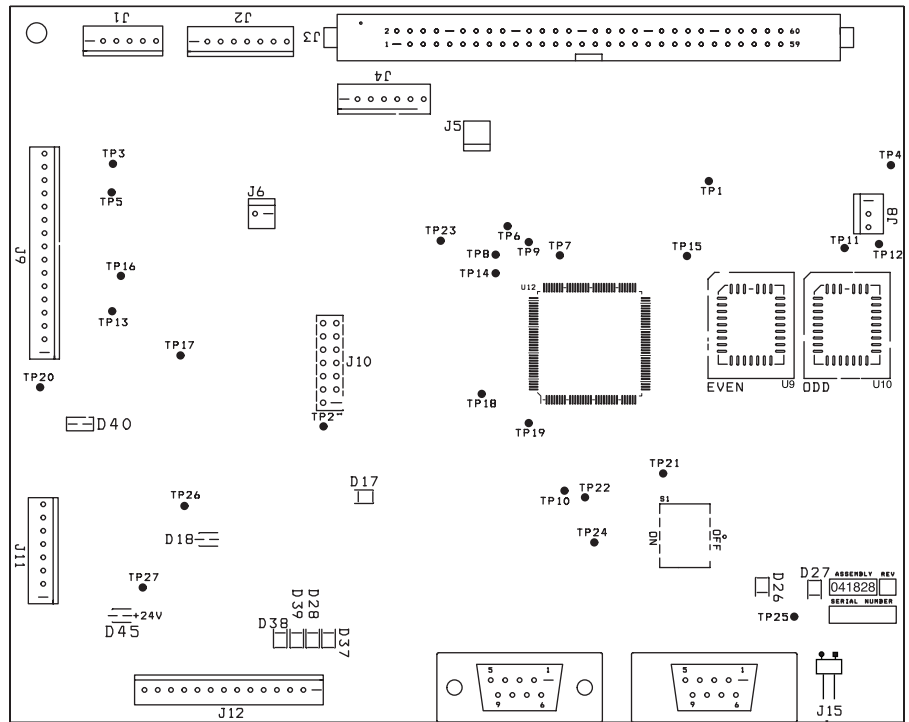 J1
J2
J3
2
60
1
59
J4
J5
TP3
TP4
TP1
TP5
J6
J8
TP6
TP23
TP9
TP11
TP12
J9
TP8
TP7
TP15
TP16
TP14
U12
TP13
TP17
J10
TP20
EVEN
U9
ODD
U10
TP18
TP2
D40
TP19
TP21
D17
TP26
TP10
TP22
S1
J11
D18
TP24
ON
OFF
TP27
D26
D27
ASSEMBLY
REV
041828
SERIAL NUMBER
+24V
D45
D38
D39
D28
D37
TP25
5
1
9
6
5
1
9
6
J12
J15